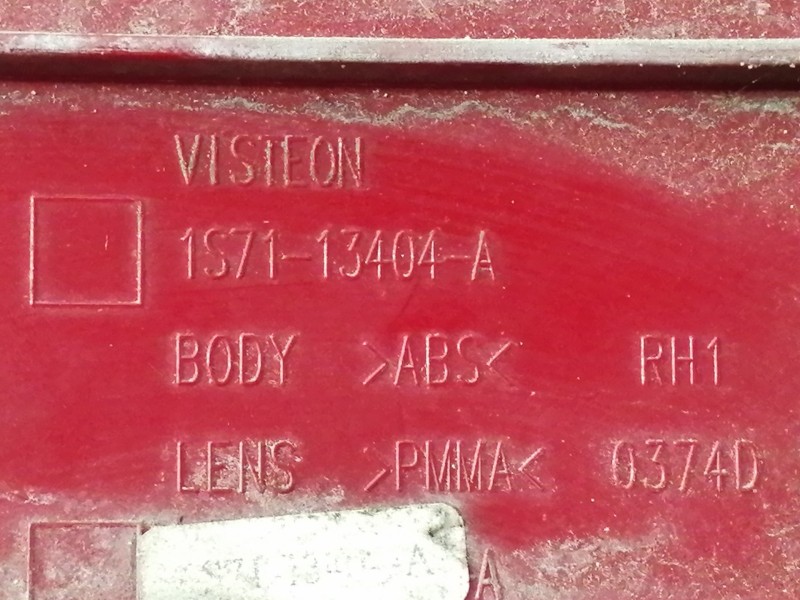 VISTEON
1S71-13404-A
BODY >ABS< RH1
LENS >PMMA< 0374D
A